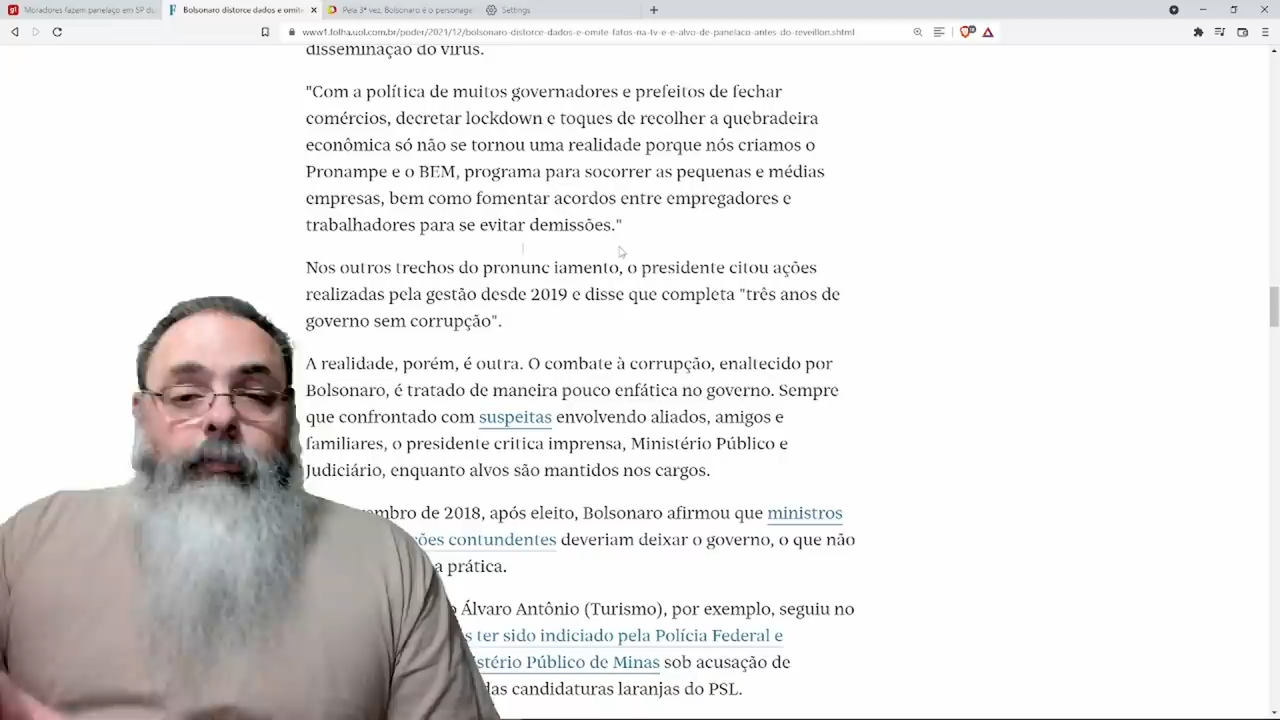 Moradores fazem panelaço em SP du
Bolsonaro distorce dados e omite
Pela 3ª vez, Bolsonaro é o personage
Settings
www1.folha.uol.com.br/poder/2021/12/bolsonaro-distorce-dados-e-omite-fatos-na-tv-e-e-alvo-de-panelaco-antes-do-reveillon.shtml
disseminação do vírus.
"Com a política de muitos governadores e prefeitos de fechar
comércios, decretar lockdown e toques de recolher a quebradeira
econômica só não se tornou uma realidade porque nós criamos o
Pronampe e o BEM, programa para socorrer as pequenas e médias
empresas, bem como fomentar acordos entre empregadores e
trabalhadores para se evitar demissões."
Nos outros trechos do pronunc iamento, o presidente citou ações
realizadas pela gestão desde 2019 e disse que completa "três anos de
governo sem corrupção".
A realidade, porém, é outra. O combate à corrupção, enaltecido por
Bolsonaro, é tratado de maneira pouco enfática no governo. Sempre
que confrontado com suspeitas envolvendo aliados, amigos e
familiares, o presidente critica imprensa, Ministério Público e
Judiciário, enquanto alvos são mantidos nos cargos.
embro de 2018, após eleito, Bolsonaro afirmou que ministros
ções contundentes deveriam deixar o governo, o que não
a prática.
o Álvaro Antônio (Turismo), por exemplo, seguiu no
s ter sido indiciado pela Polícia Federal e
stério Público de Minas sob acusação de
das candidaturas laranjas do PSL.